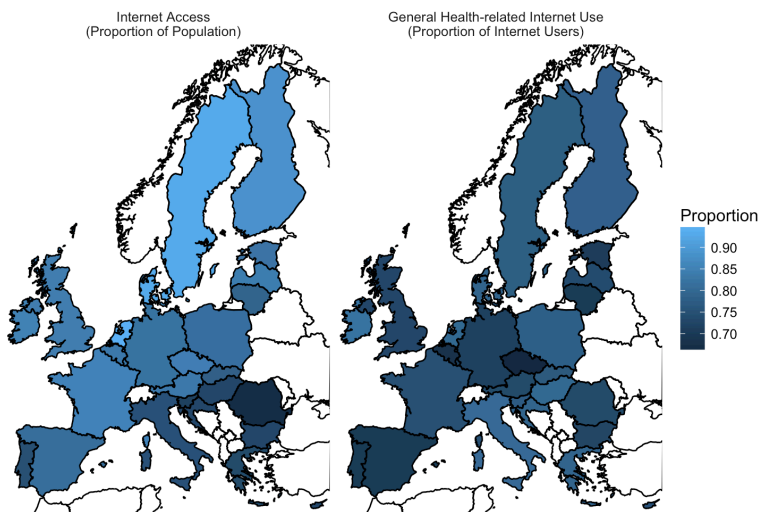 Internet Access
(Proportion of Population)
General Health-related Internet Use
(Proportion of Internet Users)
Proportion
0.90
0.85
0.80
0.75
0.70